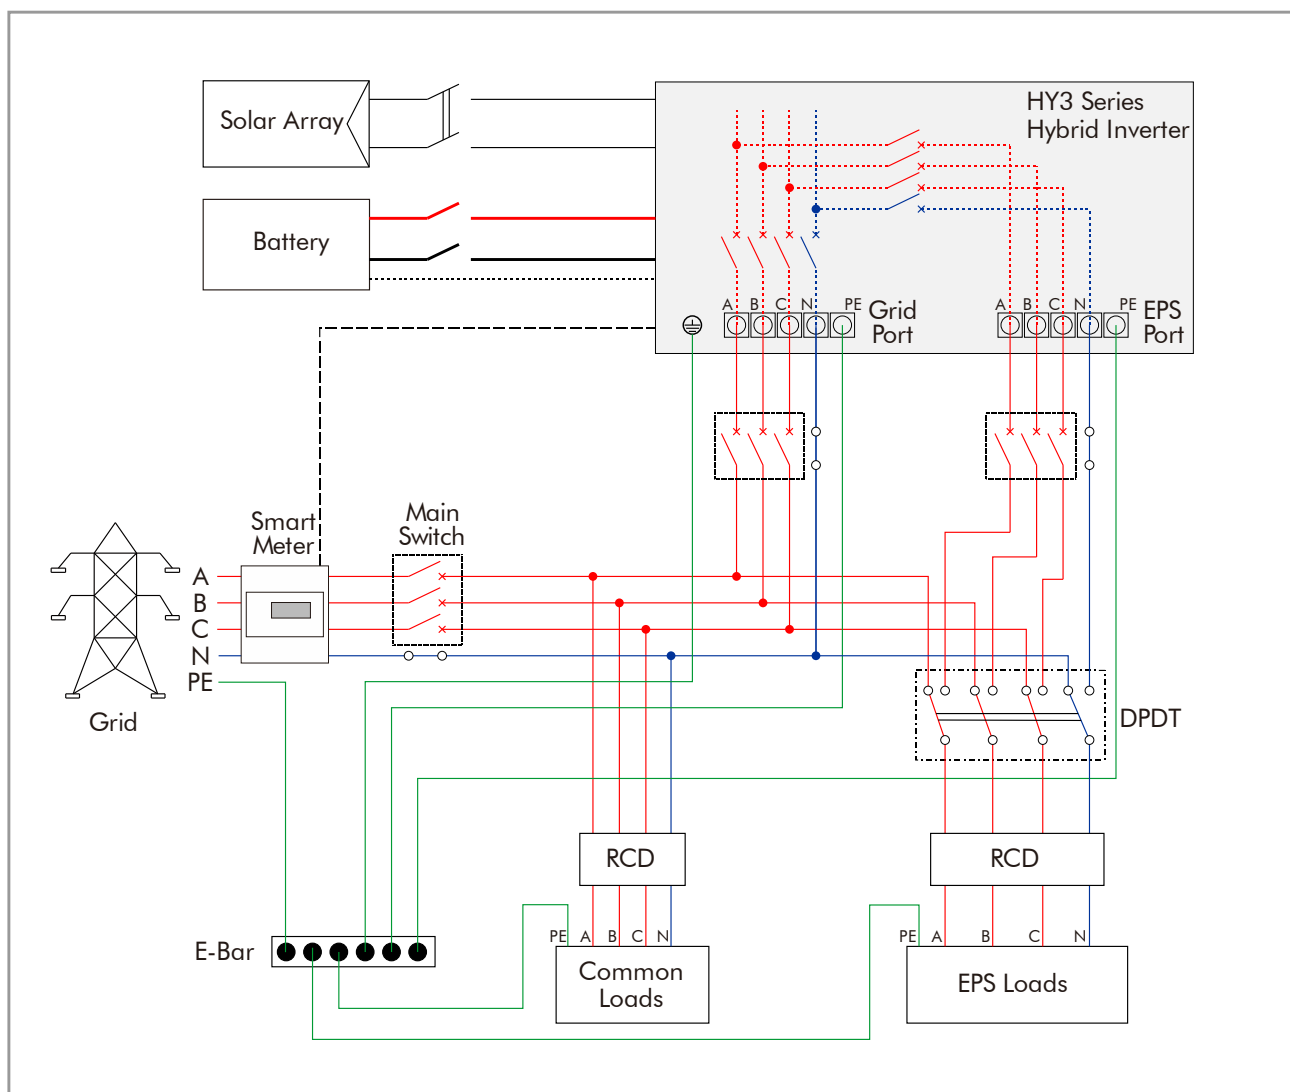 Solar Array
HY3 Series
Hybrid Inverter
Battery
A B C N PE
Grid
Port
A B C N PE
EPS
Port
Smart
Meter
Main
Switch
A
B
C
N
PE
Grid
DPDT
RCD
RCD
E-Bar
PE A B C N
Common
Loads
PE A B C N
EPS Loads